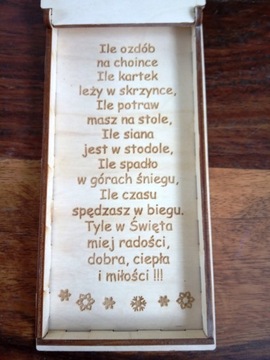 Ile ozdób
na choince
Ile kartek
leży w skrzynce,
Ile potraw
masz na stole,
Ile siana
jest w stodole,
Ile spadło
w górach śniegu,
Ile czasu
spędzasz w biegu.
Tyle w Święta
miej radości,
dobra, ciepła
i miłości !!!